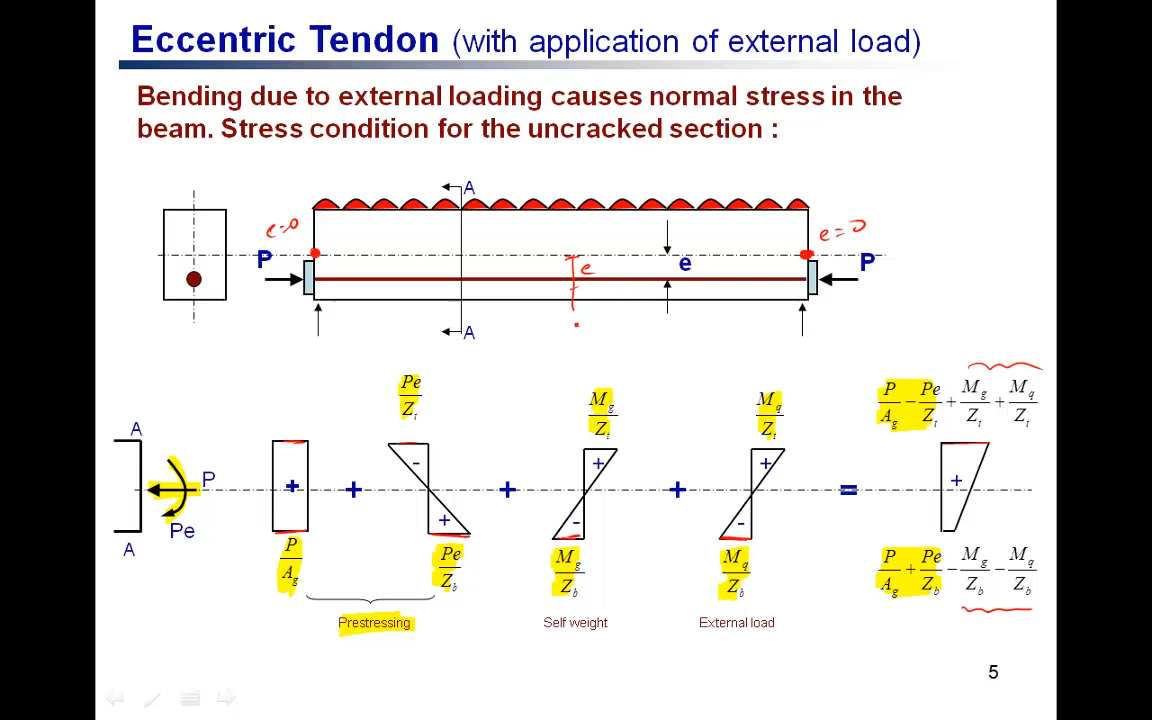 Eccentric Tendon (with application of external load)
Bending due to external loading causes normal stress in the
beam. Stress condition for the uncracked section :
A
e=0
e=0
P
e
e
P
A
Pe/Z_t
M_g/Z_t
M_q/Z_t
P/A_g - Pe/Z_t + M_g/Z_t + M_q/Z_t
A
P
Pe
A
+ + - + + + - + + - = +
P/A_g
Pe/Z_b
M_g/Z_b
M_q/Z_b
P/A_g + Pe/Z_b - M_g/Z_b - M_q/Z_b
Prestressing
Self weight
External load
5